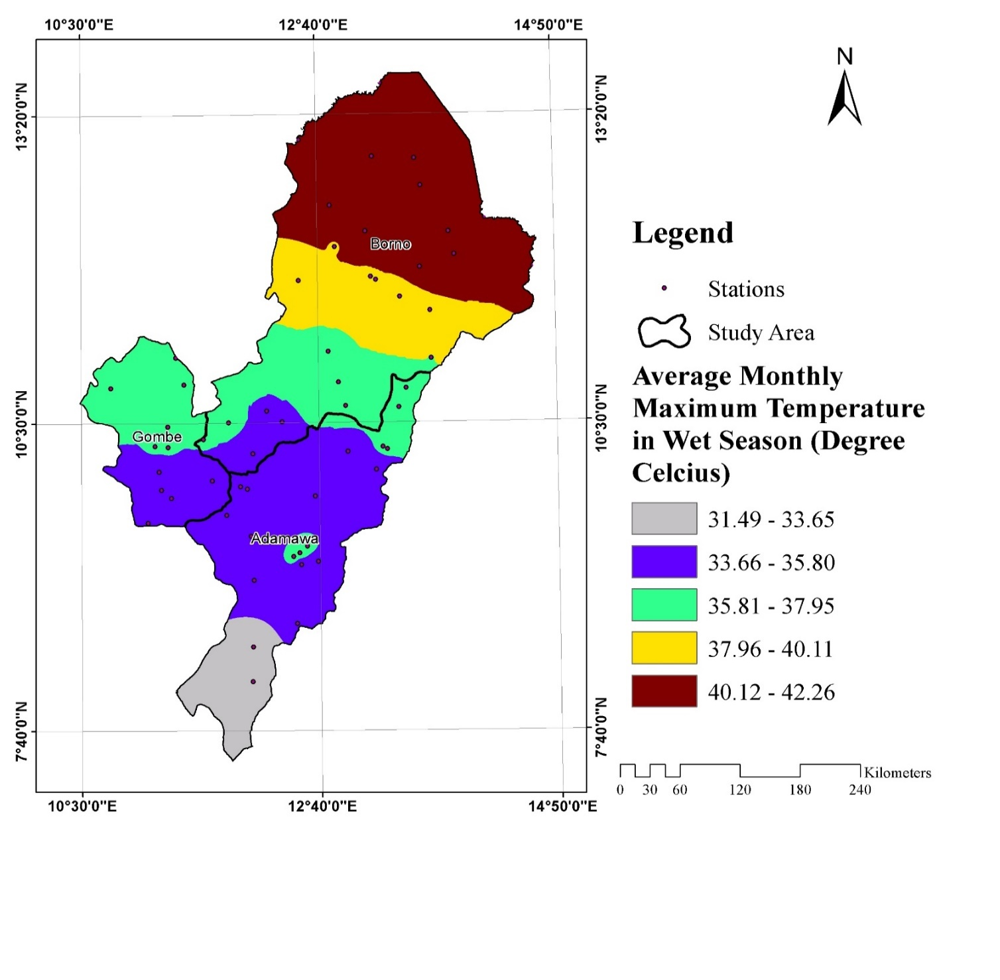 10°30'0"E 12°40'0"E 14°50'0"E
N
13°20'0"N 13°20'0"N
Borno
Legend
Stations
Study Area
Average Monthly
Maximum Temperature
in Wet Season (Degree
Celcius)
10°30'0"N 10°30'0"N
Gombe
Adamawa
31.49 - 33.65
33.66 - 35.80
35.81 - 37.95
37.96 - 40.11
40.12 - 42.26
7°40'0"N 7°40'0"N
Kilometers
0 30 60 120 180 240
10°30'0"E 12°40'0"E 14°50'0"E